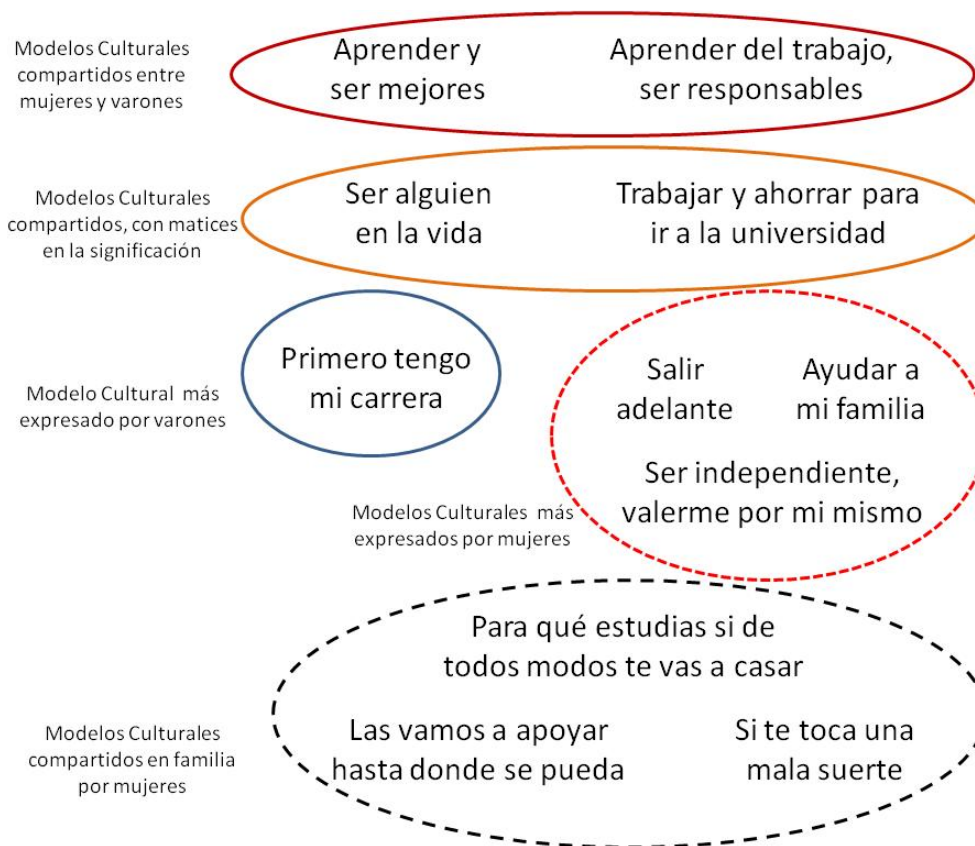 Modelos Culturales
compartidos entre
mujeres y varones
Aprender y
ser mejores
Aprender del trabajo,
ser responsables
Modelos Culturales
compartidos, con matices
en la significación
Ser alguien
en la vida
Trabajar y ahorrar para
ir a la universidad
Modelo Cultural más
expresado por varones
Primero tengo
mi carrera
Salir
adelante
Ayudar a
mi familia
Ser independiente,
valerme por mi mismo
Modelos Culturales más
expresados por mujeres
Para qué estudias si de
todos modos te vas a casar
Modelos Culturales
compartidos en familia
por mujeres
Las vamos a apoyar
hasta donde se pueda
Si te toca una
mala suerte